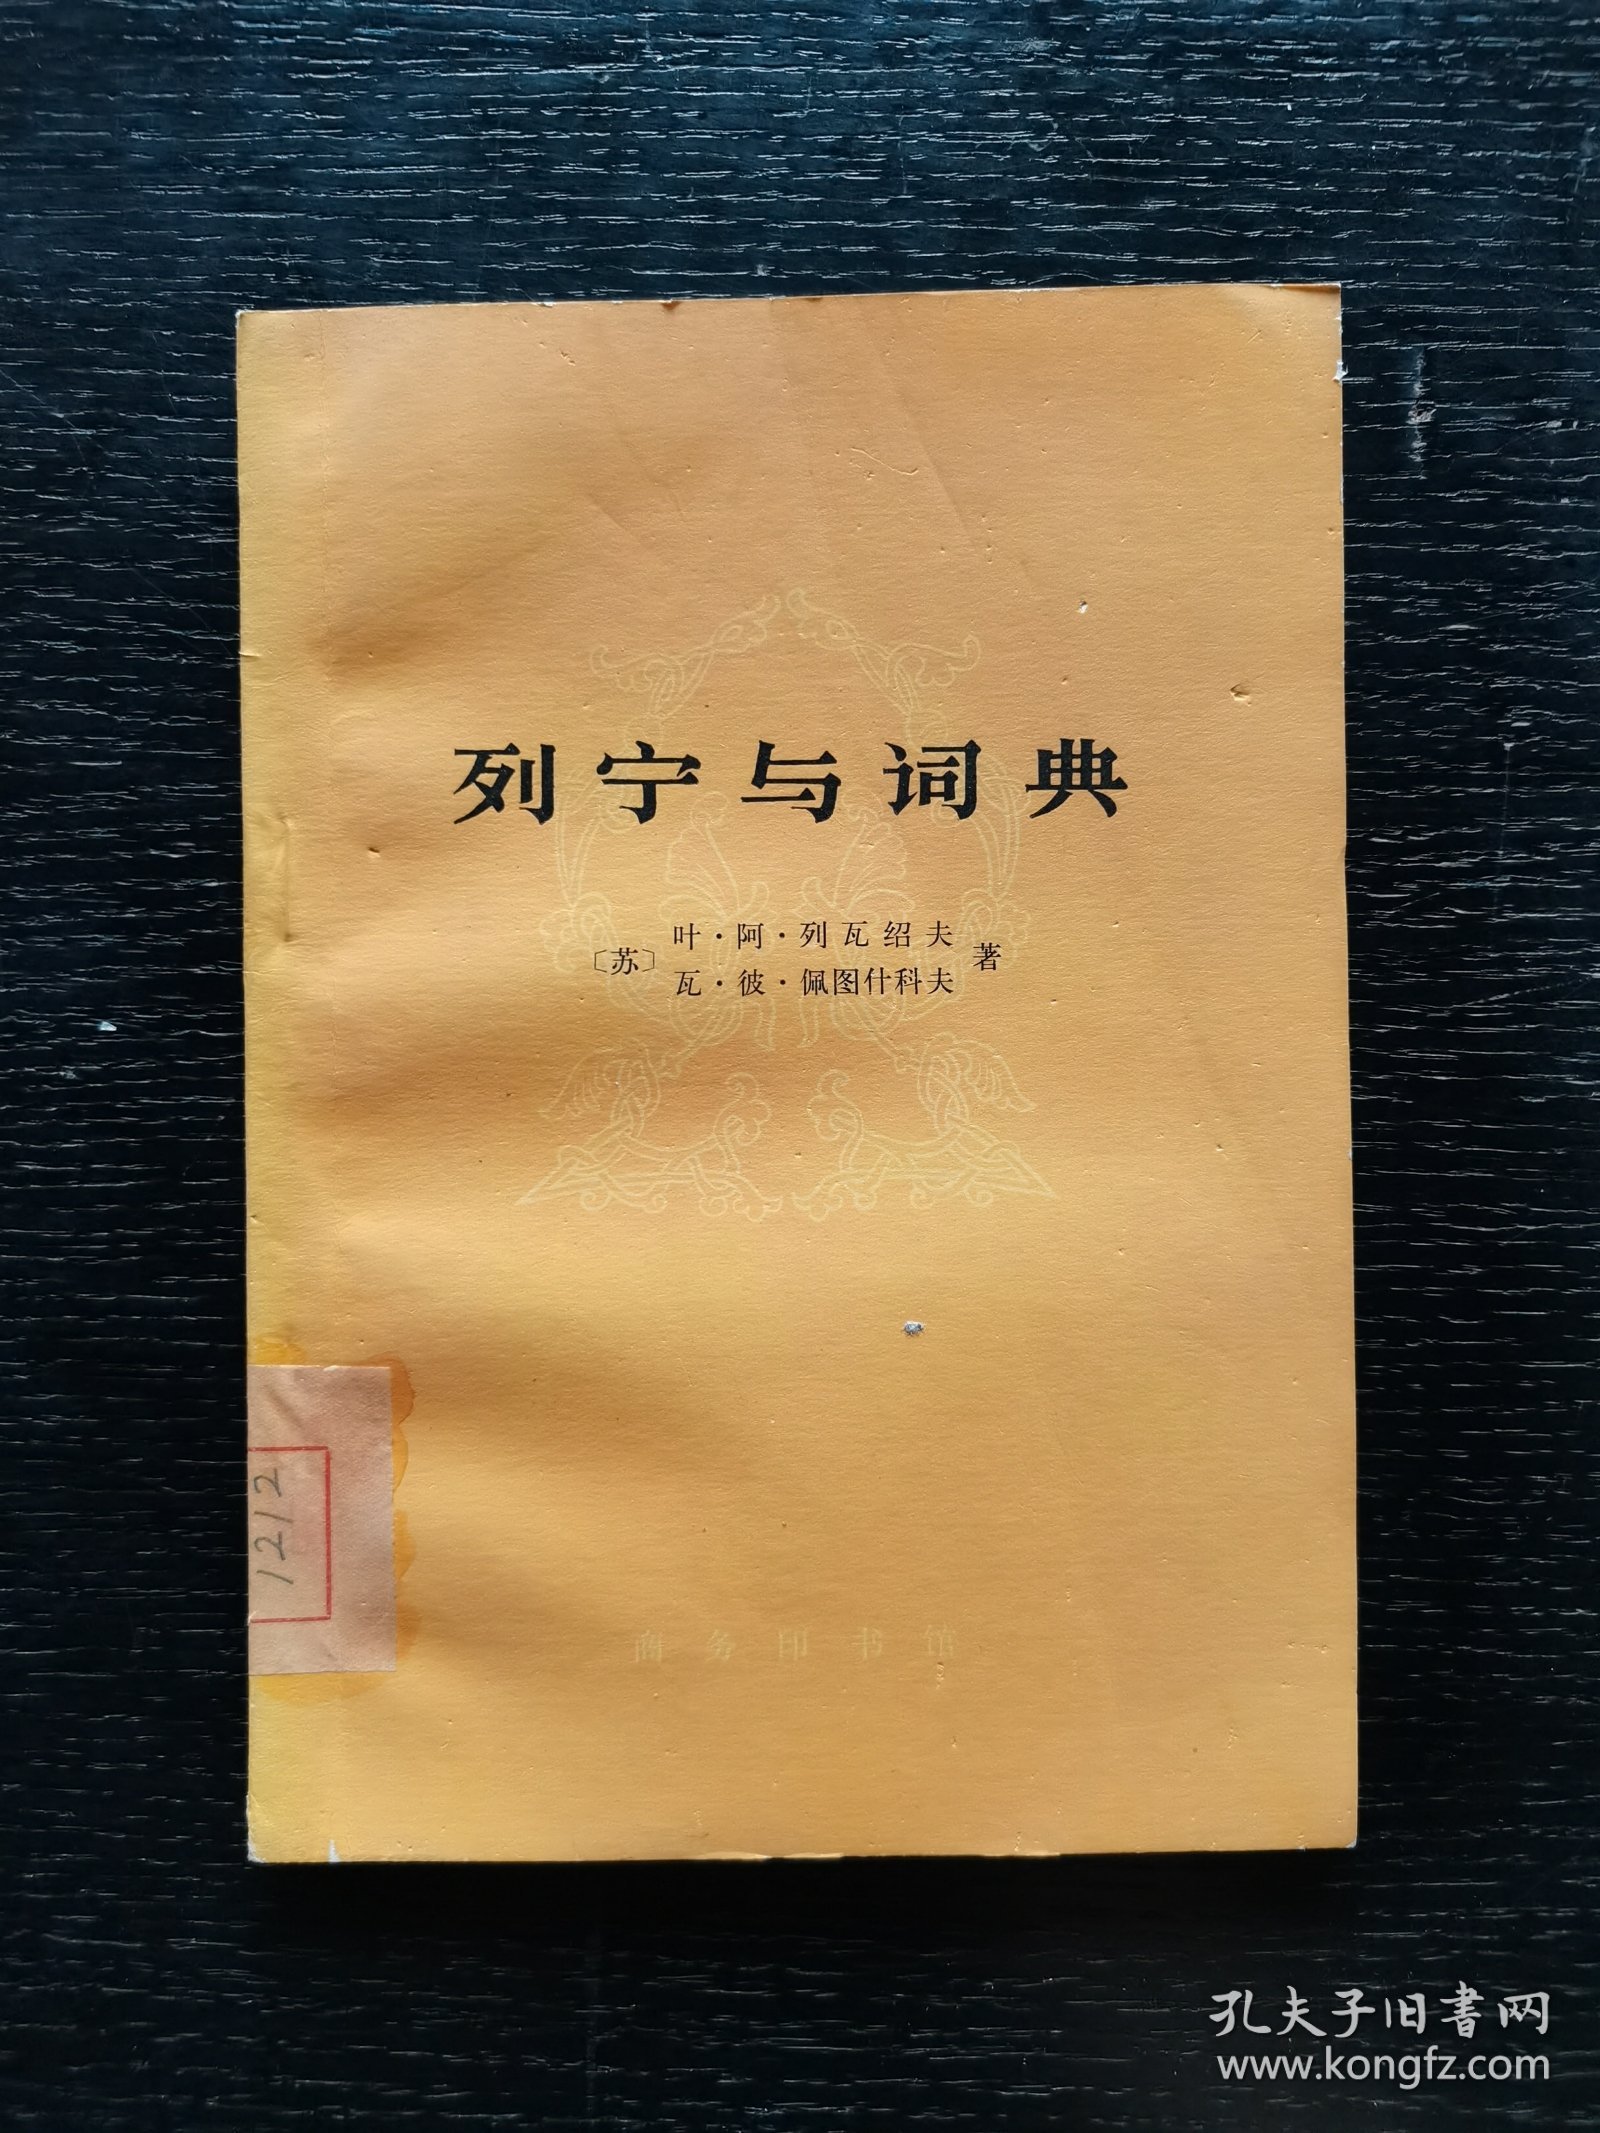 列宁与词典
叶·阿·列瓦绍夫
〔苏〕 著
瓦·彼·佩图什科夫
1212
商务印书馆
孔夫子旧书网
www.kongfz.com